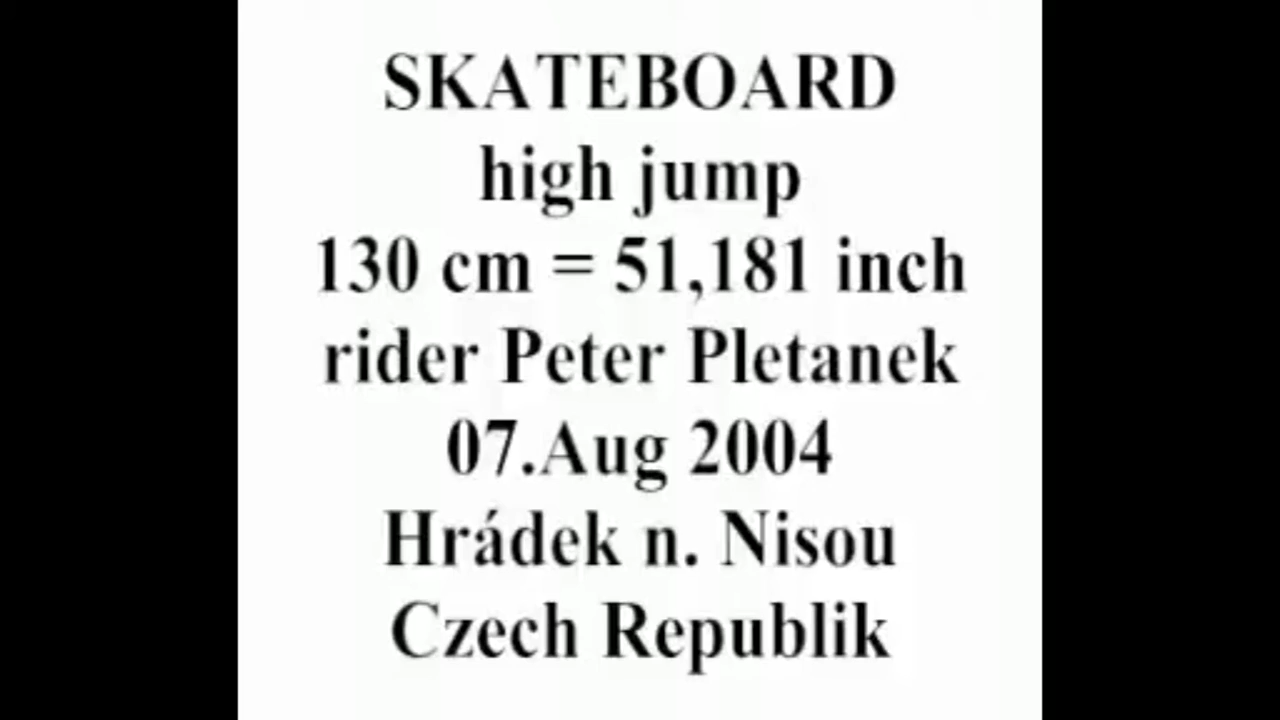 SKATEBOARD
high jump
130 cm = 51,181 inch
rider Peter Pletanek
07.Aug 2004
Hrádek n. Nisou
Czech Republik